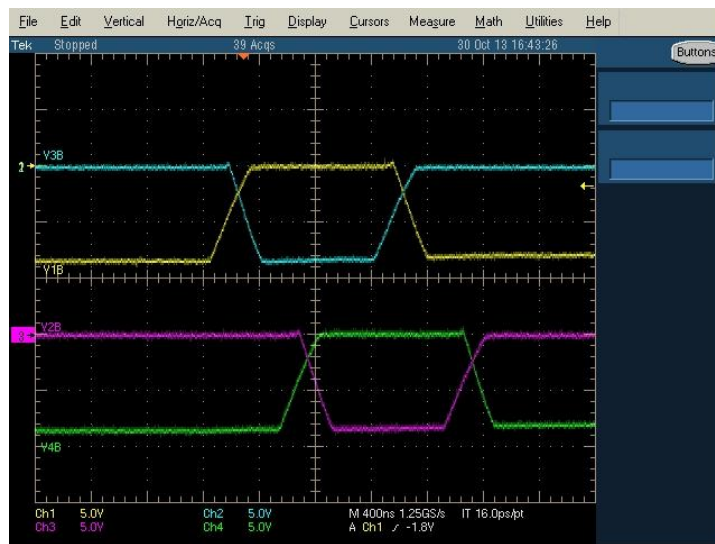 File Edit Vertical Horiz/Acq Trig Display Cursors Measure Math Utilities Help
Tek Stopped 39 Acqs 30 Oct 13 16:43:26
Buttons
V3B
V1B
V2B
V4B
Ch1 5.0V Ch2 5.0V M 400ns 1.25GS/s IT 16.0ps/pt
Ch3 5.0V Ch4 5.0V A Ch1 -1.8V